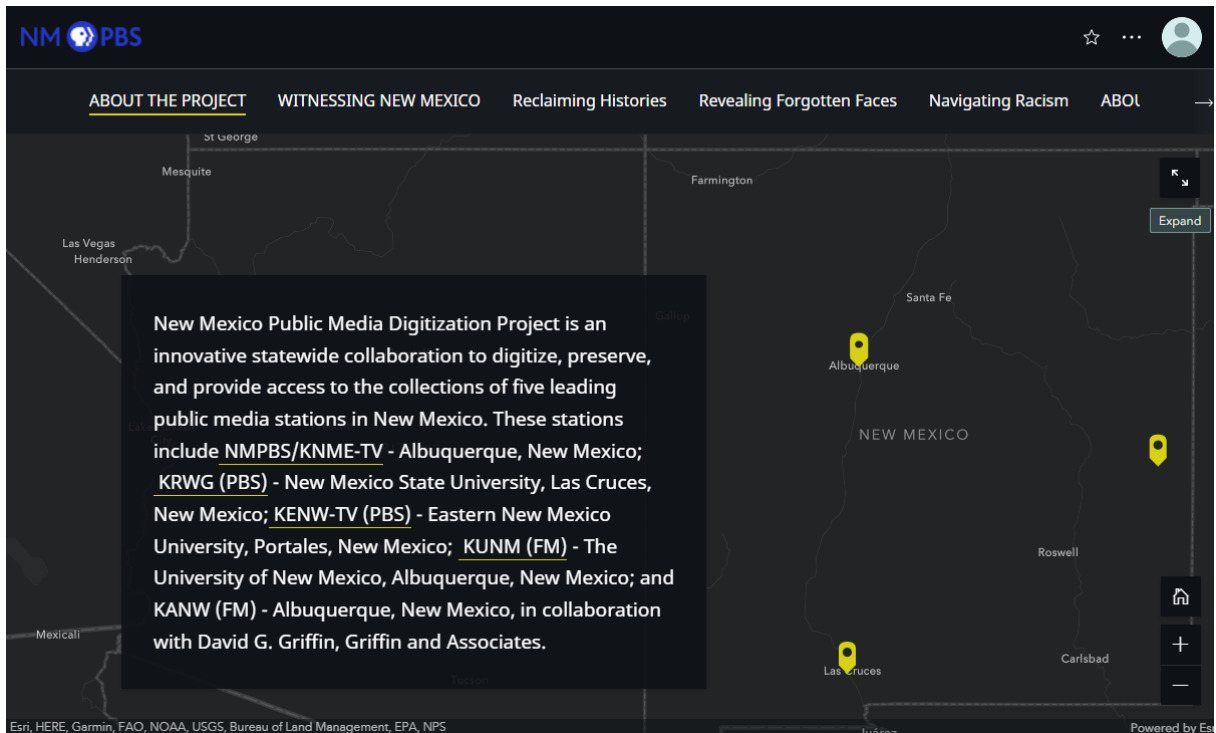 NM PBS
ABOUT THE PROJECT WITNESSING NEW MEXICO Reclaiming Histories Revealing Forgotten Faces Navigating Racism ABOU
St George
Mesquite
Farmington
Las Vegas
Henderson
Expand
Santa Fe
Gallup
Albuquerque
NEW MEXICO
New Mexico Public Media Digitization Project is an
innovative statewide collaboration to digitize, preserve,
and provide access to the collections of five leading
public media stations in New Mexico. These stations
include NMPBS/KNME-TV - Albuquerque, New Mexico;
KRWG (PBS) - New Mexico State University, Las Cruces,
New Mexico; KENW-TV (PBS) - Eastern New Mexico
University, Portales, New Mexico; KUNM (FM) - The
University of New Mexico, Albuquerque, New Mexico; and
KANW (FM) - Albuquerque, New Mexico, in collaboration
with David G. Griffin, Griffin and Associates.
Roswell
Mexicali
Carlsbad
Las Cruces
Tucson
Esri, HERE, Garmin, FAO, NOAA, USGS, Bureau of Land Management, EPA, NPS
Juárez
Powered by Esr